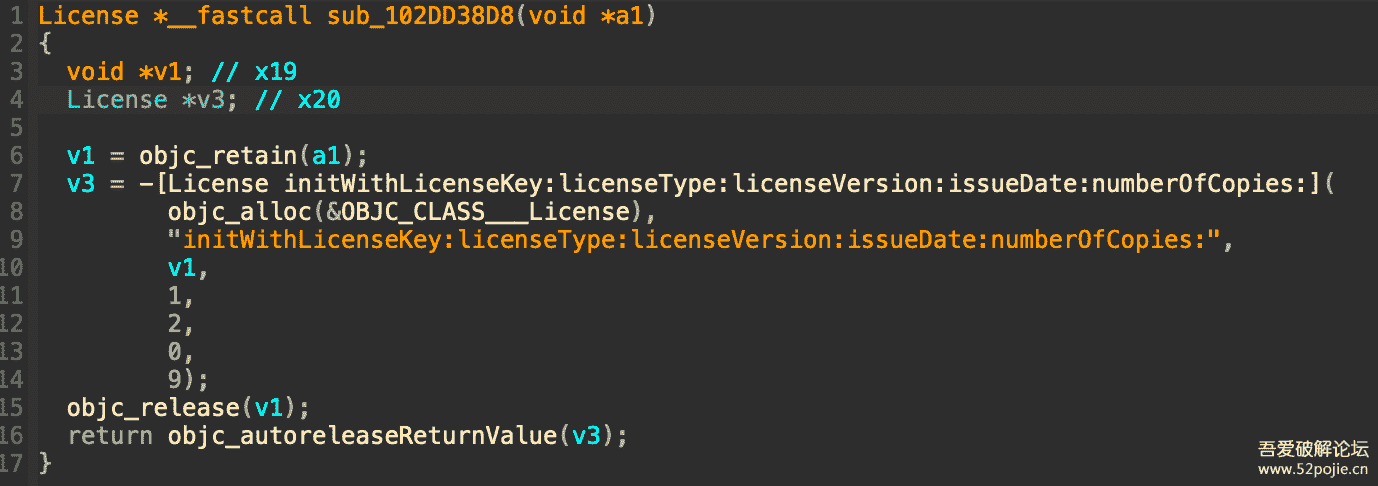 1 License *__fastcall sub_102DD38D8(void *a1)
2 {
3   void *v1; // x19
4   License *v3; // x20
5
6   v1 = objc_retain(a1);
7   v3 = -[License initWithLicenseKey:licenseType:licenseVersion:issueDate:numberOfCopies:](
8         objc_alloc(&OBJC_CLASS___License),
9         "initWithLicenseKey:licenseType:licenseVersion:issueDate:numberOfCopies:",
10         v1,
11         1,
12         2,
13         0,
14         9);
15   objc_release(v1);
16   return objc_autoreleaseReturnValue(v3);
17 }
吾爱破解论坛
www.52pojie.cn